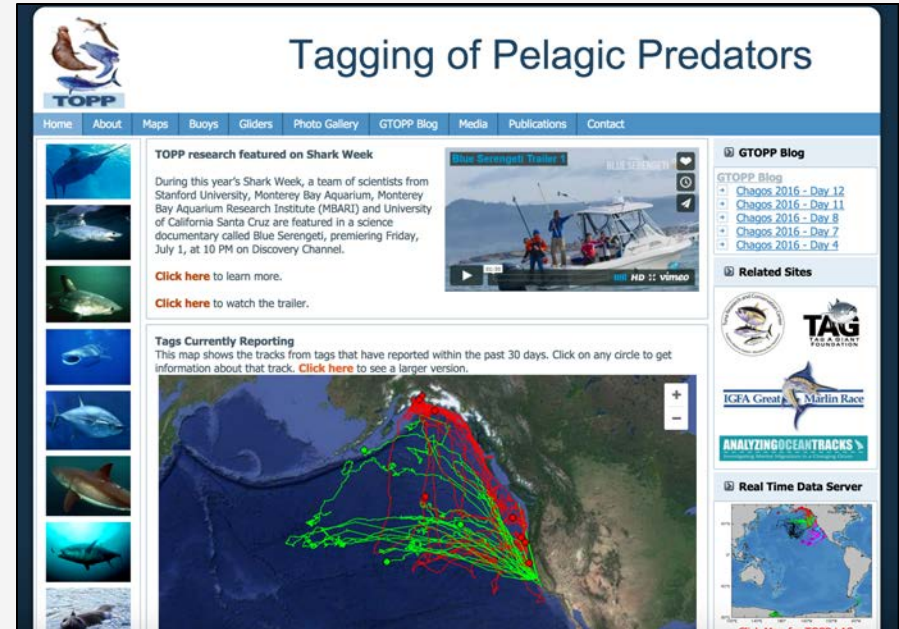 TOPP
Tagging of Pelagic Predators
Home About Maps Buoys Gliders Photo Gallery GTOPP Blog Media Publications Contact
TOPP research featured on Shark Week
During this year's Shark Week, a team of scientists from
Stanford University, Monterey Bay Aquarium, Monterey
Bay Aquarium Research Institute (MBARI) and University
of California Santa Cruz are featured in a science
documentary called Blue Serengeti, premiering Friday,
July 1, at 10 PM on Discovery Channel.
Click here to learn more.
Click here to watch the trailer.
Blue Serengeti Trailer 1
BLUE SERENGETI
HD :: vimeo
Tags Currently Reporting
This map shows the tracks from tags that have reported within the past 30 days. Click on any circle to get
information about that track. Click here to see a larger version.
+
−
GTOPP Blog
GTOPP Blog
Chagos 2016 - Day 12
Chagos 2016 - Day 11
Chagos 2016 - Day 8
Chagos 2016 - Day 7
Chagos 2016 - Day 4
Related Sites
TAG
TAG A GIANT
FOUNDATION
IGFA Great Marlin Race
ANALYZINGOCEANTRACKS
Real Time Data Server